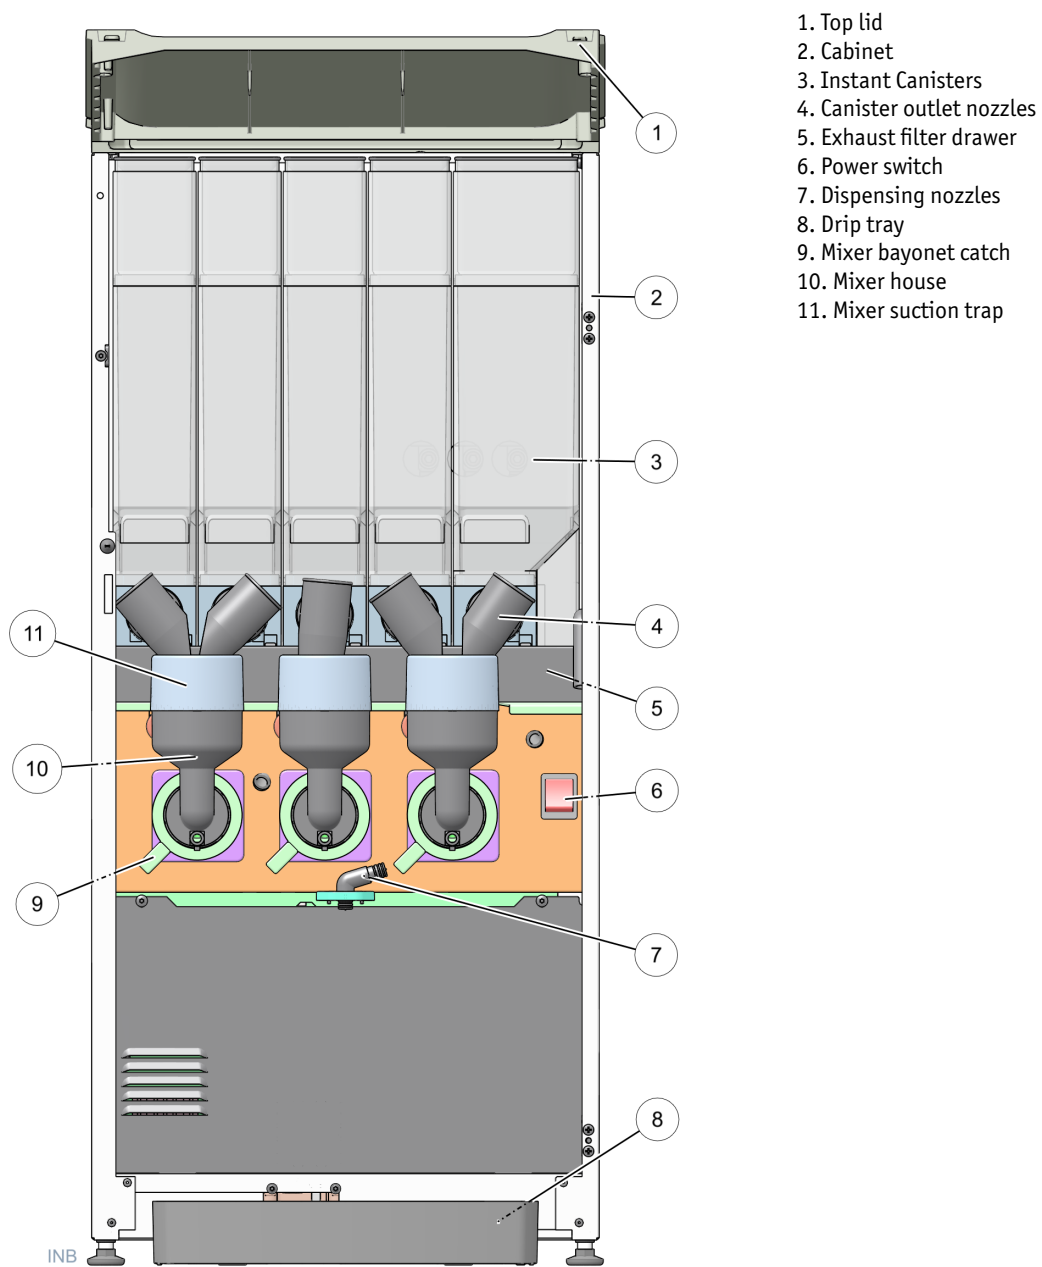 1. Top lid
2. Cabinet
3. Instant Canisters
4. Canister outlet nozzles
5. Exhaust filter drawer
6. Power switch
7. Dispensing nozzles
8. Drip tray
9. Mixer bayonet catch
10. Mixer house
11. Mixer suction trap
1
2
3
4
11
5
10
6
9
7
8
INB